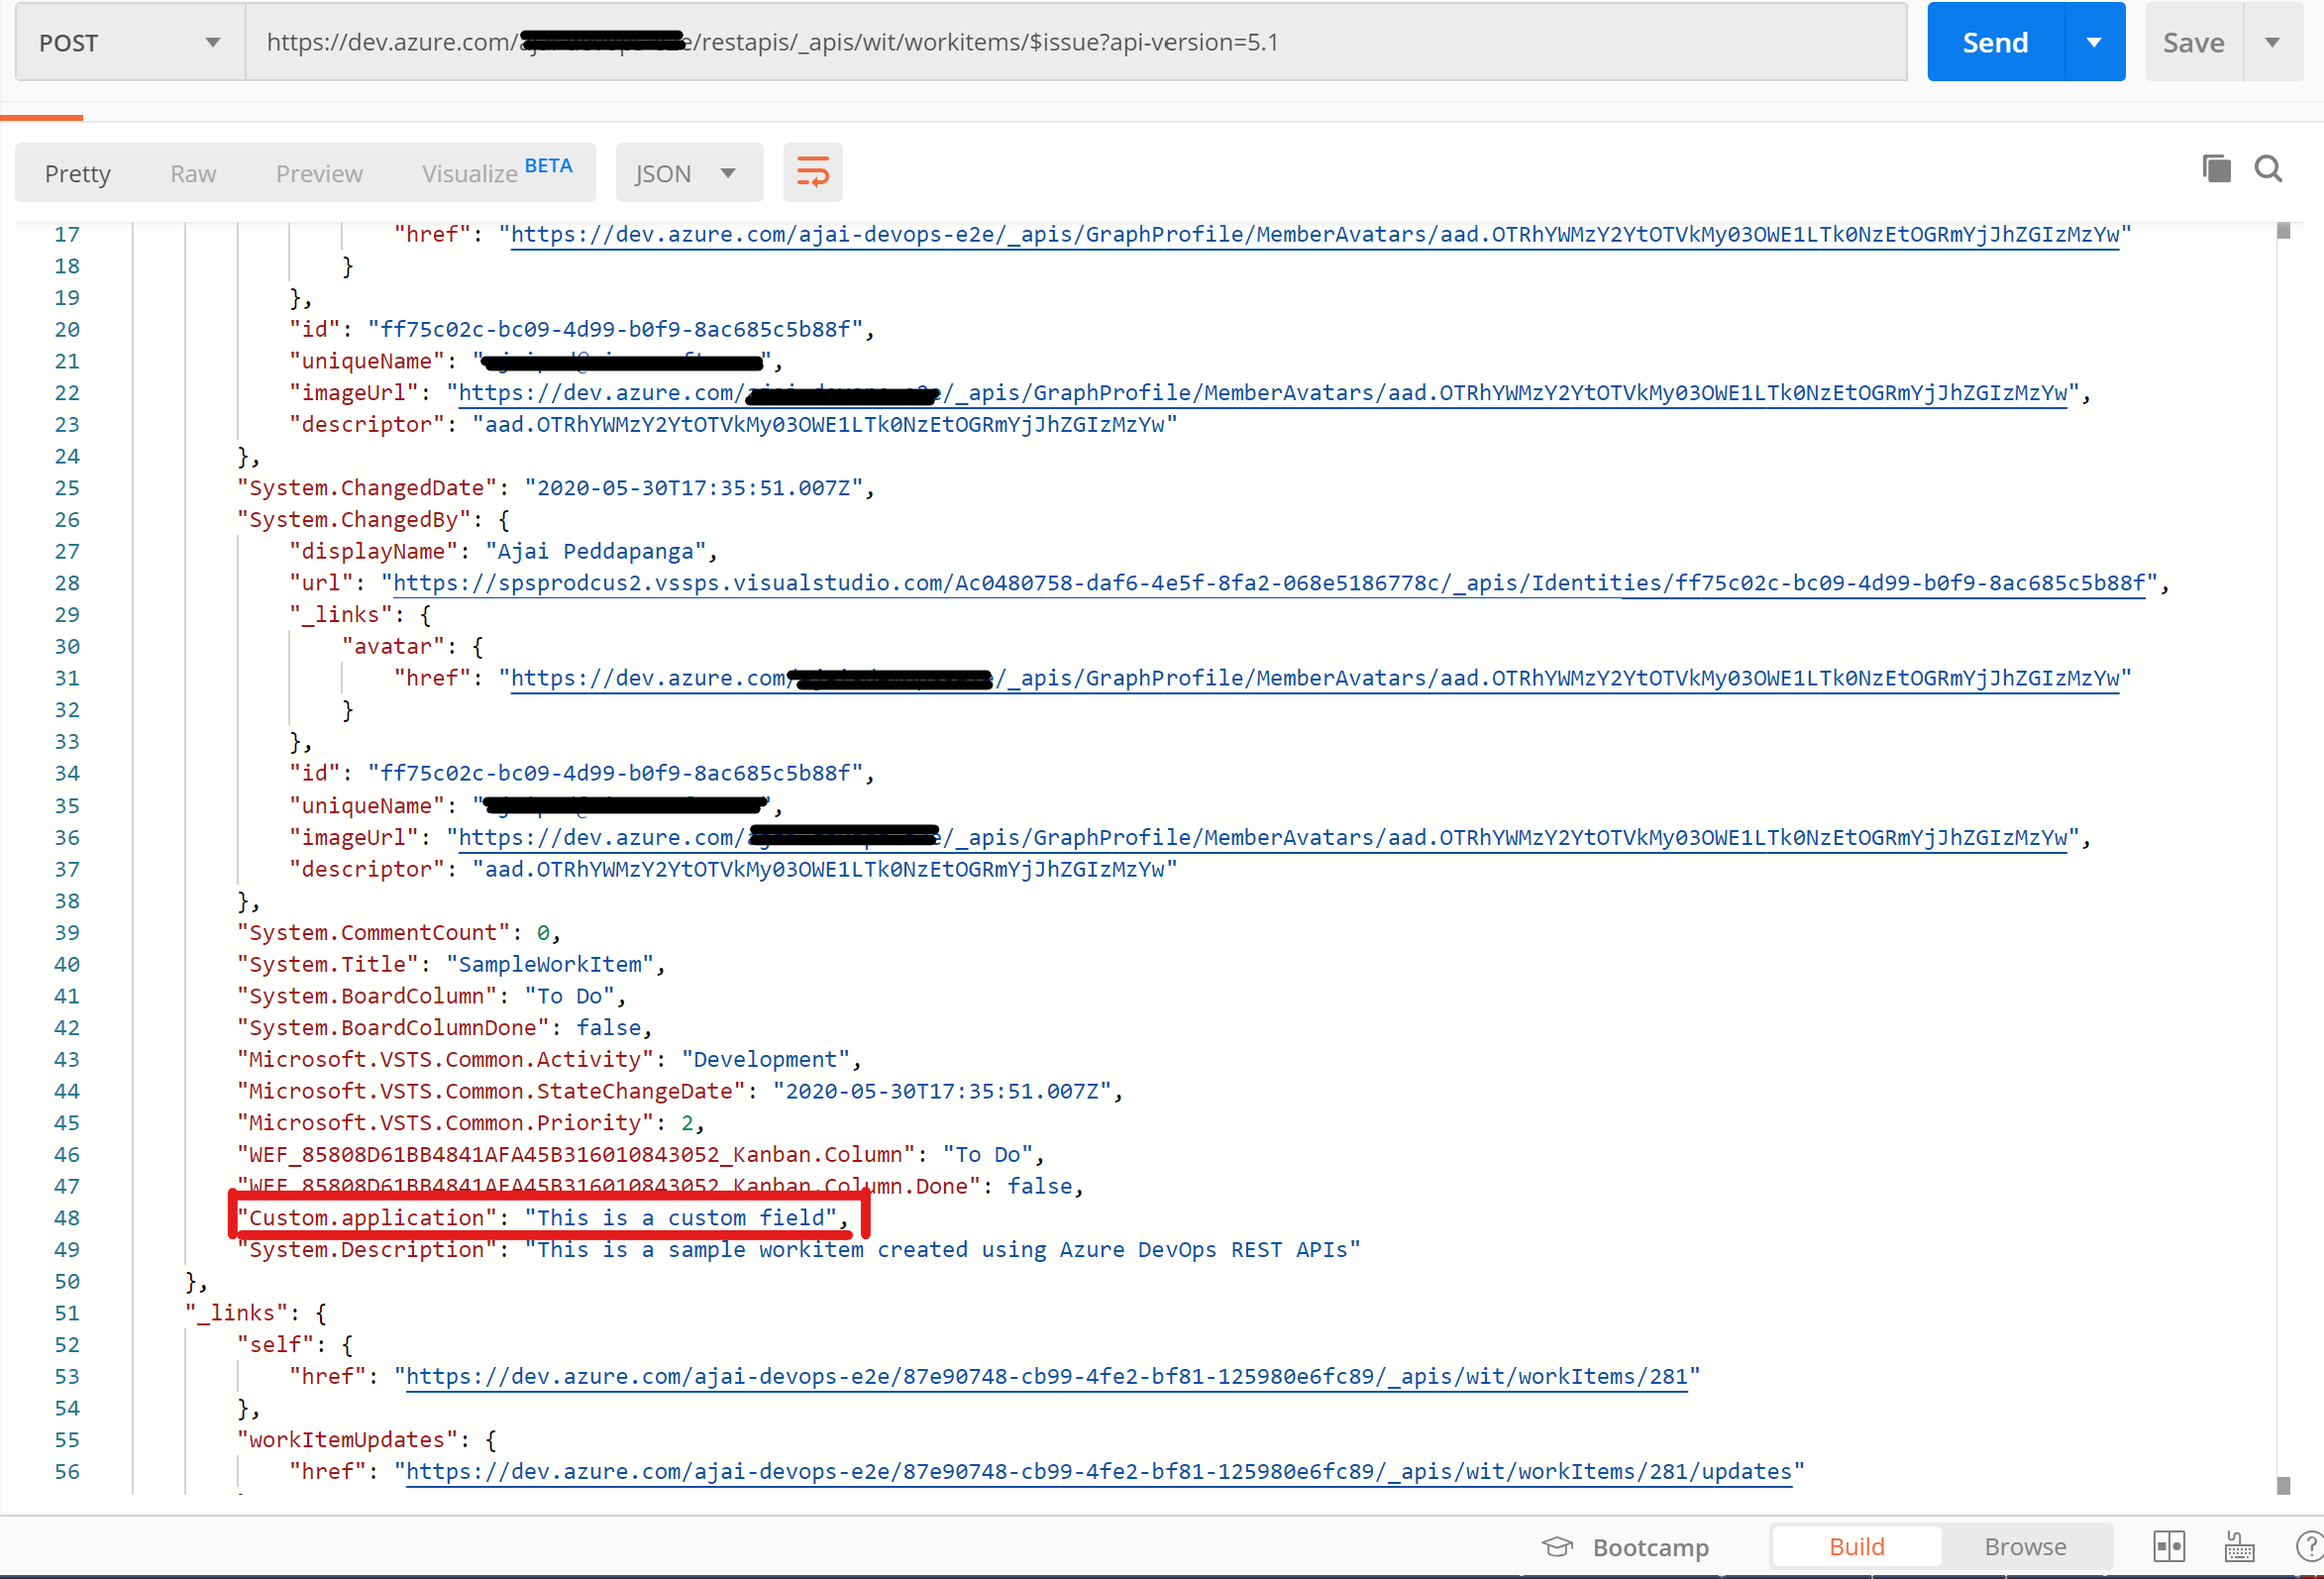 POST https://dev.azure.com/ /restapis/_apis/wit/workitems/$issue?api-version=5.1 Send Save
Pretty Raw Preview Visualize BETA JSON
17 "href": "https://dev.azure.com/ajai-devops-e2e/_apis/GraphProfile/MemberAvatars/aad.OTRhYWMzY2YtOTVkMy03OWE1LTk0NzEtOGRmYjJhZGIzMzYw"
18 }
19 },
20 "id": "ff75c02c-bc09-4d99-b0f9-8ac685c5b88f",
21 "uniqueName": " ",
22 "imageUrl": "https://dev.azure.com/ /_apis/GraphProfile/MemberAvatars/aad.OTRhYWMzY2YtOTVkMy03OWE1LTk0NzEtOGRmYjJhZGIzMzYw",
23 "descriptor": "aad.OTRhYWMzY2YtOTVkMy03OWE1LTk0NzEtOGRmYjJhZGIzMzYw"
24 },
25 "System.ChangedDate": "2020-05-30T17:35:51.007Z",
26 "System.ChangedBy": {
27 "displayName": "Ajai Peddapanga",
28 "url": "https://spsprodcus2.vssps.visualstudio.com/Ac0480758-daf6-4e5f-8fa2-068e5186778c/_apis/Identities/ff75c02c-bc09-4d99-b0f9-8ac685c5b88f",
29 "_links": {
30 "avatar": {
31 "href": "https://dev.azure.com/ /_apis/GraphProfile/MemberAvatars/aad.OTRhYWMzY2YtOTVkMy03OWE1LTk0NzEtOGRmYjJhZGIzMzYw"
32 }
33 },
34 "id": "ff75c02c-bc09-4d99-b0f9-8ac685c5b88f",
35 "uniqueName": " ",
36 "imageUrl": "https://dev.azure.com/ /_apis/GraphProfile/MemberAvatars/aad.OTRhYWMzY2YtOTVkMy03OWE1LTk0NzEtOGRmYjJhZGIzMzYw",
37 "descriptor": "aad.OTRhYWMzY2YtOTVkMy03OWE1LTk0NzEtOGRmYjJhZGIzMzYw"
38 },
39 "System.CommentCount": 0,
40 "System.Title": "SampleWorkItem",
41 "System.BoardColumn": "To Do",
42 "System.BoardColumnDone": false,
43 "Microsoft.VSTS.Common.Activity": "Development",
44 "Microsoft.VSTS.Common.StateChangeDate": "2020-05-30T17:35:51.007Z",
45 "Microsoft.VSTS.Common.Priority": 2,
46 "WEF_85808D61BB4841AFA45B316010843052_Kanban.Column": "To Do",
47 "WEF_85808D61BB4841AFA45B316010843052_Kanban.Column.Done": false,
48 "Custom.application": "This is a custom field",
49 "System.Description": "This is a sample workitem created using Azure DevOps REST APIs"
50 },
51 "_links": {
52 "self": {
53 "href": "https://dev.azure.com/ajai-devops-e2e/87e90748-cb99-4fe2-bf81-125980e6fc89/_apis/wit/workItems/281"
54 },
55 "workItemUpdates": {
56 "href": "https://dev.azure.com/ajai-devops-e2e/87e90748-cb99-4fe2-bf81-125980e6fc89/_apis/wit/workItems/281/updates"
Bootcamp Build Browse